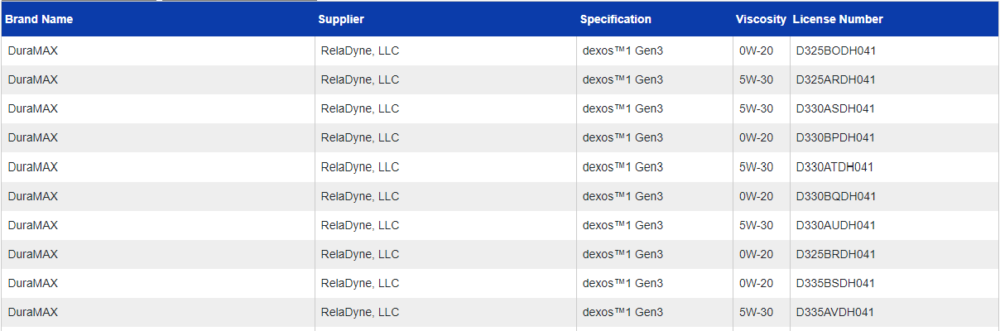 Brand Name Supplier Specification Viscosity License Number
DuraMAX RelaDyne, LLC dexos™1 Gen3 0W-20 D325BODH041
DuraMAX RelaDyne, LLC dexos™1 Gen3 5W-30 D325ARDH041
DuraMAX RelaDyne, LLC dexos™1 Gen3 5W-30 D330ASDH041
DuraMAX RelaDyne, LLC dexos™1 Gen3 0W-20 D330BPDH041
DuraMAX RelaDyne, LLC dexos™1 Gen3 5W-30 D330ATDH041
DuraMAX RelaDyne, LLC dexos™1 Gen3 0W-20 D330BQDH041
DuraMAX RelaDyne, LLC dexos™1 Gen3 5W-30 D330AUDH041
DuraMAX RelaDyne, LLC dexos™1 Gen3 0W-20 D325BRDH041
DuraMAX RelaDyne, LLC dexos™1 Gen3 0W-20 D335BSDH041
DuraMAX RelaDyne, LLC dexos™1 Gen3 5W-30 D335AVDH041